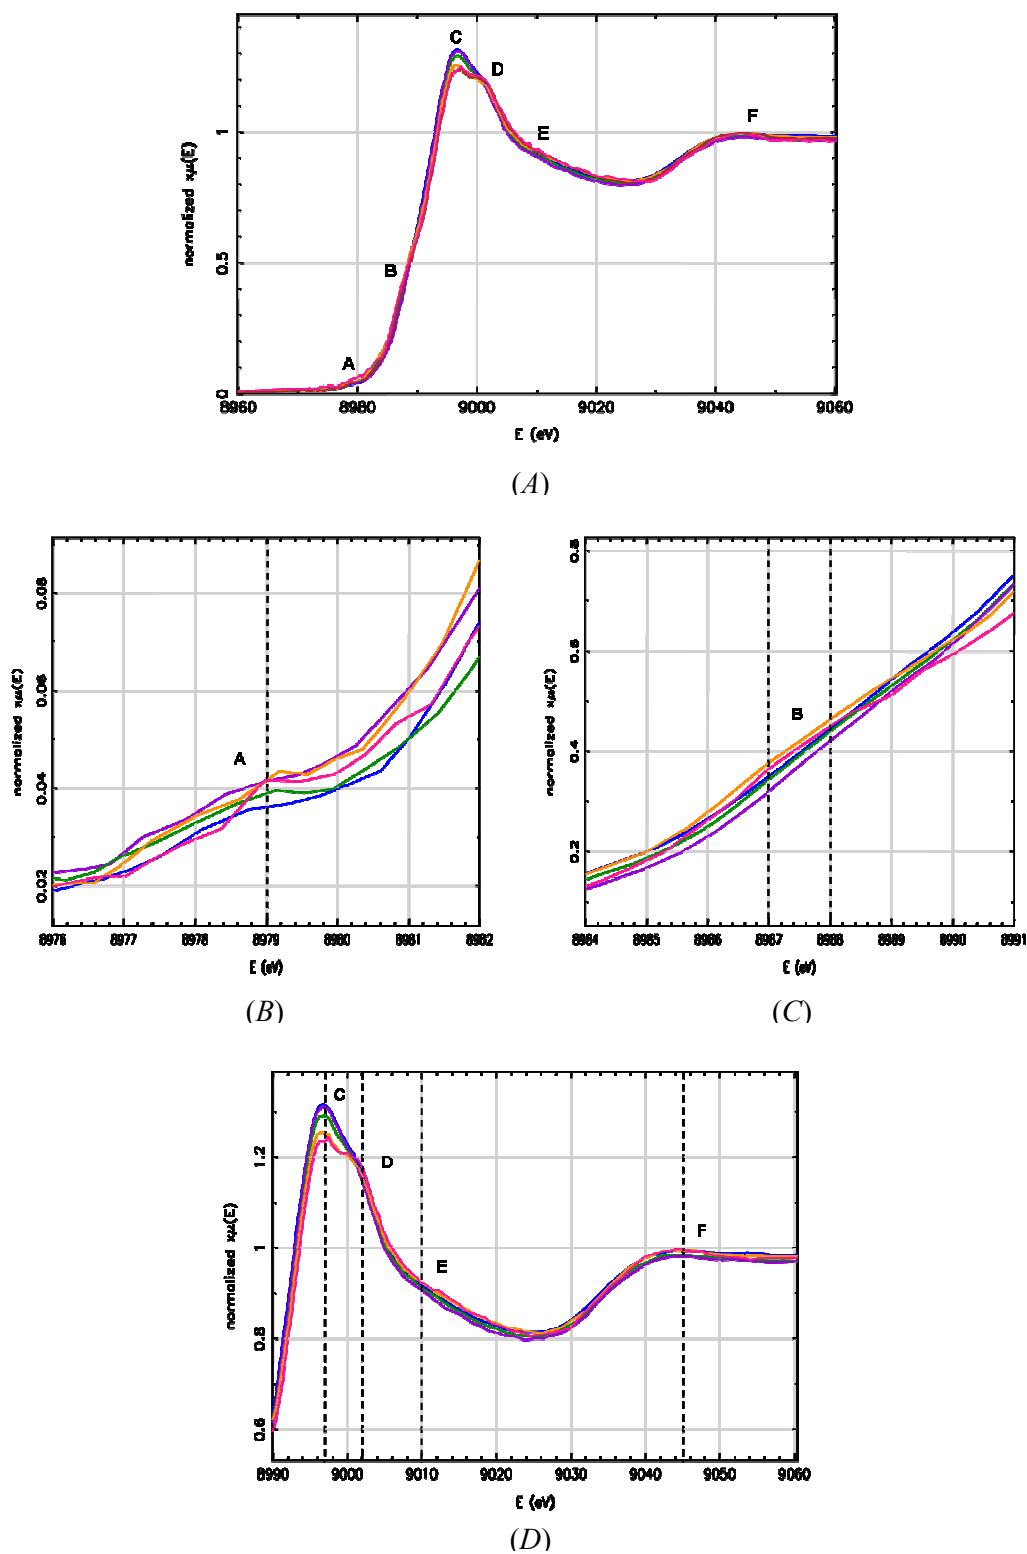 C
D
E
F
B
A
normalized xμ(E)
1
0.5
0
8960 8980 9000 9020 9040 9060
E (eV)
(A)
A
normalized xμ(E)
0.08
0.06
0.04
0.02
8976 8977 8978 8979 8980 8981 8982
E (eV)
(B)
B
normalized xμ(E)
0.8
0.6
0.4
0.2
8984 8985 8986 8987 8988 8989 8990 8991
E (eV)
(C)
C
D
E
F
normalized xμ(E)
1.2
1
0.8
0.6
8990 9000 9010 9020 9030 9040 9050 9060
E (eV)
(D)